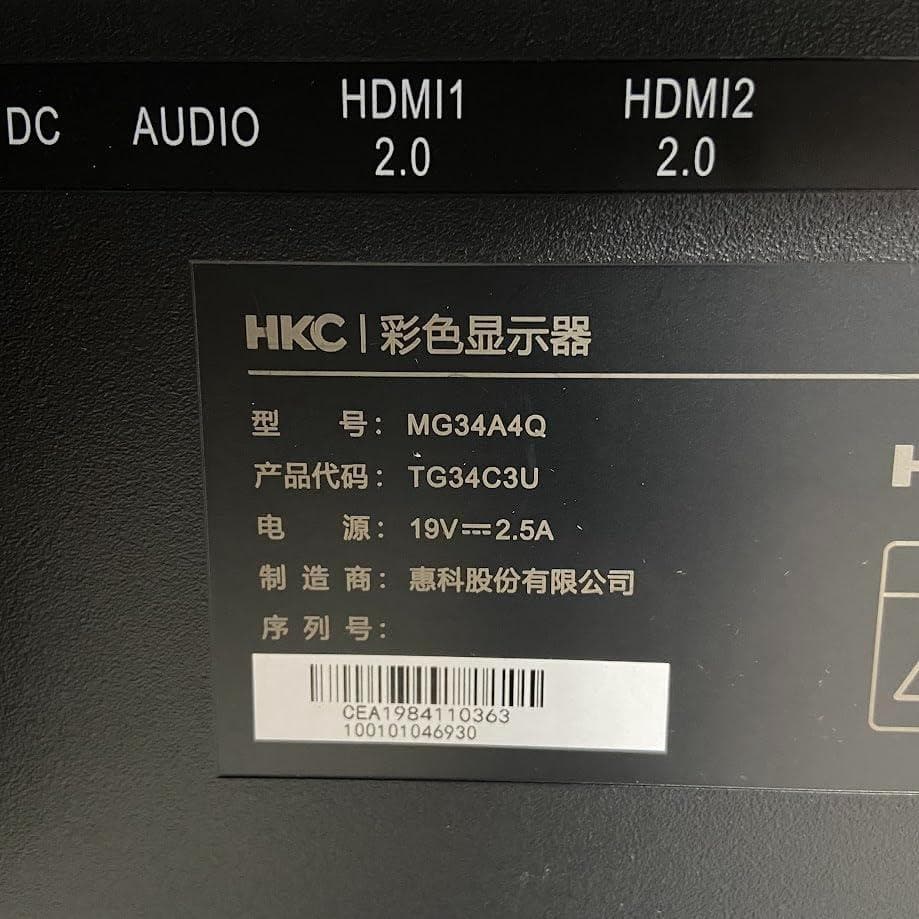 DC AUDIO HDMI1 2.0 HDMI2 2.0
HKC | 彩色显示器
型 号： MG34A4Q
产品代码： TG34C3U
电 源： 19V⎓2.5A
制 造 商： 惠科股份有限公司
序 列 号：
CEA1984110363
100101046930